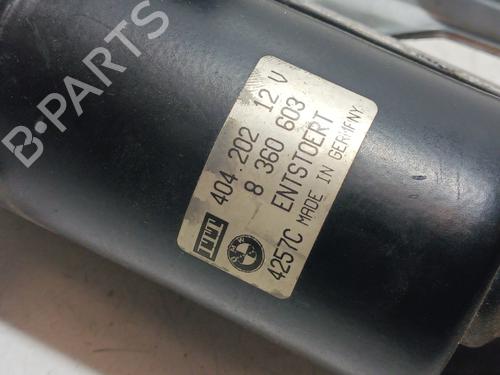 B-PARTS
ITT 404.202 12 V
8 360 603
ENTSTOERT
4257C MADE IN GERMANY